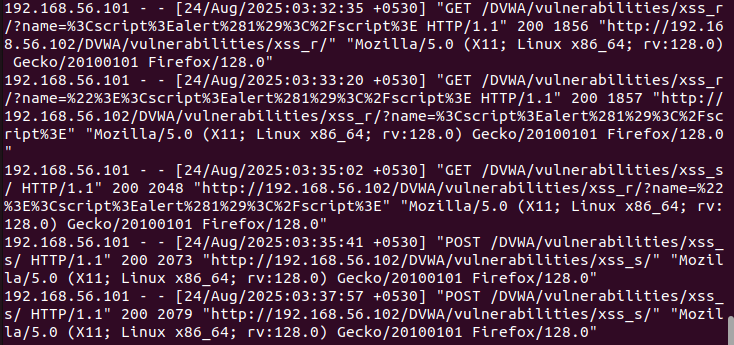 192.168.56.101 - - [24/Aug/2025:03:32:35 +0530] "GET /DVWA/vulnerabilities/xss_r
/?name=%3Cscript%3Ealert%281%29%3C%2Fscript%3E HTTP/1.1" 200 1856 "http://192.16
8.56.102/DVWA/vulnerabilities/xss_r/" "Mozilla/5.0 (X11; Linux x86_64; rv:128.0)
 Gecko/20100101 Firefox/128.0"
192.168.56.101 - - [24/Aug/2025:03:33:20 +0530] "GET /DVWA/vulnerabilities/xss_r
/?name=%22%3E%3Cscript%3Ealert%281%29%3C%2Fscript%3E HTTP/1.1" 200 1857 "http://
192.168.56.102/DVWA/vulnerabilities/xss_r/?name=%3Cscript%3Ealert%281%29%3C%2Fsc
ript%3E" "Mozilla/5.0 (X11; Linux x86_64; rv:128.0) Gecko/20100101 Firefox/128.0
"
192.168.56.101 - - [24/Aug/2025:03:35:02 +0530] "GET /DVWA/vulnerabilities/xss_s
/ HTTP/1.1" 200 2048 "http://192.168.56.102/DVWA/vulnerabilities/xss_r/?name=%22
%3E%3Cscript%3Ealert%281%29%3C%2Fscript%3E" "Mozilla/5.0 (X11; Linux x86_64; rv:
128.0) Gecko/20100101 Firefox/128.0"
192.168.56.101 - - [24/Aug/2025:03:35:41 +0530] "POST /DVWA/vulnerabilities/xss_
s/ HTTP/1.1" 200 2073 "http://192.168.56.102/DVWA/vulnerabilities/xss_s/" "Mozil
la/5.0 (X11; Linux x86_64; rv:128.0) Gecko/20100101 Firefox/128.0"
192.168.56.101 - - [24/Aug/2025:03:37:57 +0530] "POST /DVWA/vulnerabilities/xss_
s/ HTTP/1.1" 200 2079 "http://192.168.56.102/DVWA/vulnerabilities/xss_s/" "Mozil
la/5.0 (X11; Linux x86_64; rv:128.0) Gecko/20100101 Firefox/128.0"